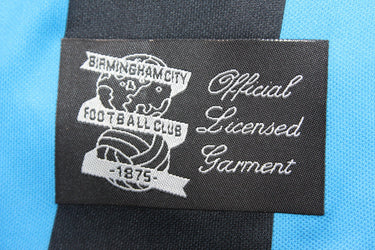 BIRMINGHAM CITY
FOOTBALL CLUB
-1875-
Official
Licensed
Garment